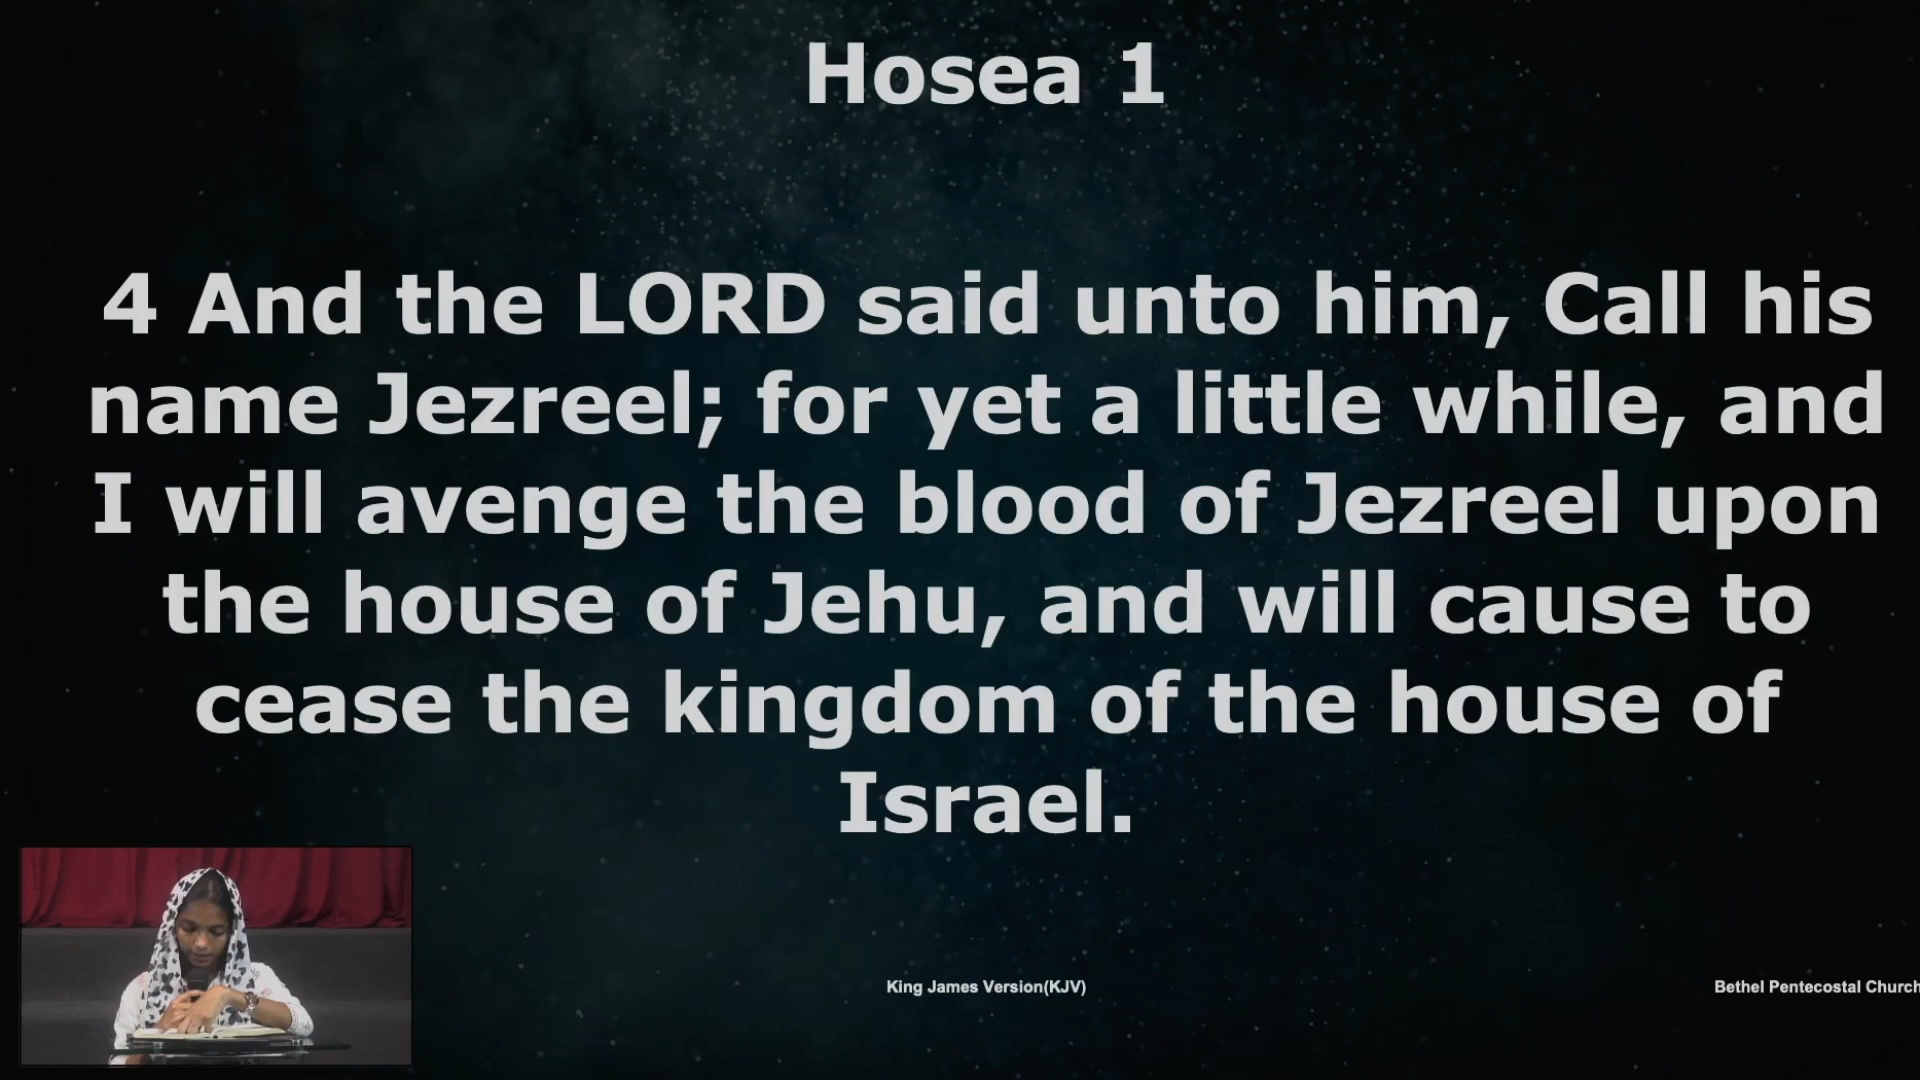 Hosea 1
4 And the LORD said unto him, Call his
name Jezreel; for yet a little while, and
I will avenge the blood of Jezreel upon
the house of Jehu, and will cause to
cease the kingdom of the house of
Israel.
King James Version(KJV)
Bethel Pentecostal Church